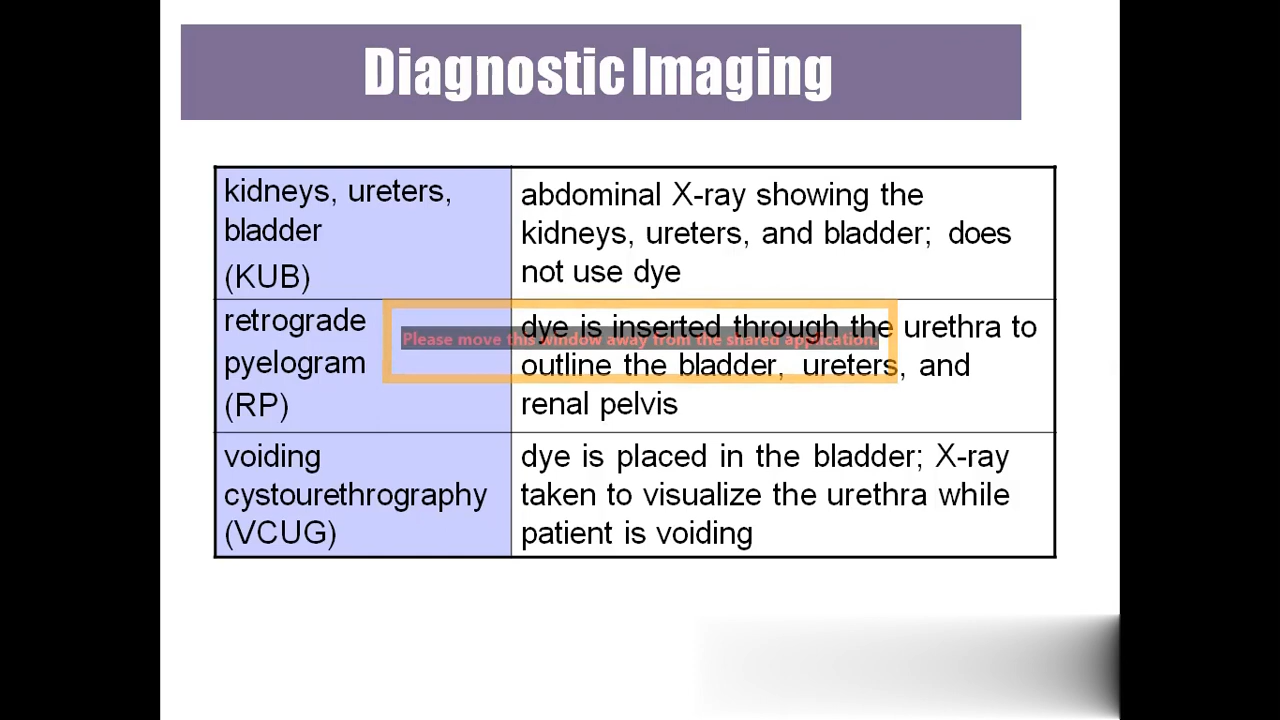 Diagnostic Imaging
kidneys, ureters,
bladder
(KUB)
abdominal X-ray showing the
kidneys, ureters, and bladder; does
not use dye
retrograde
pyelogram
(RP)
dye is inserted through the urethra to
outline the bladder, ureters, and
renal pelvis
Please move this window away from the shared application.
voiding
cystourethrography
(VCUG)
dye is placed in the bladder; X-ray
taken to visualize the urethra while
patient is voiding